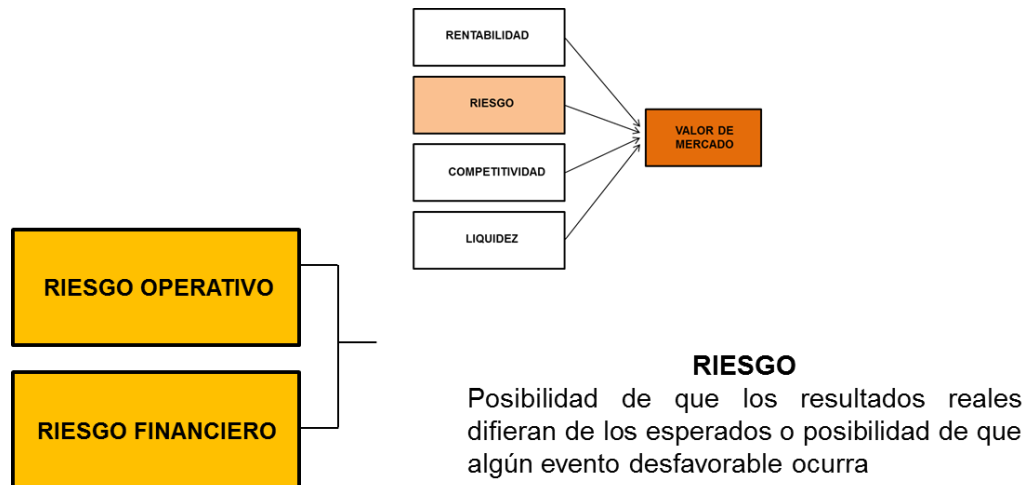 RENTABILIDAD
RIESGO
COMPETITIVIDAD
LIQUIDEZ
VALOR DE
MERCADO
RIESGO OPERATIVO
RIESGO FINANCIERO
RIESGO
Posibilidad de que los resultados reales
difieran de los esperados o posibilidad de que
algún evento desfavorable ocurra